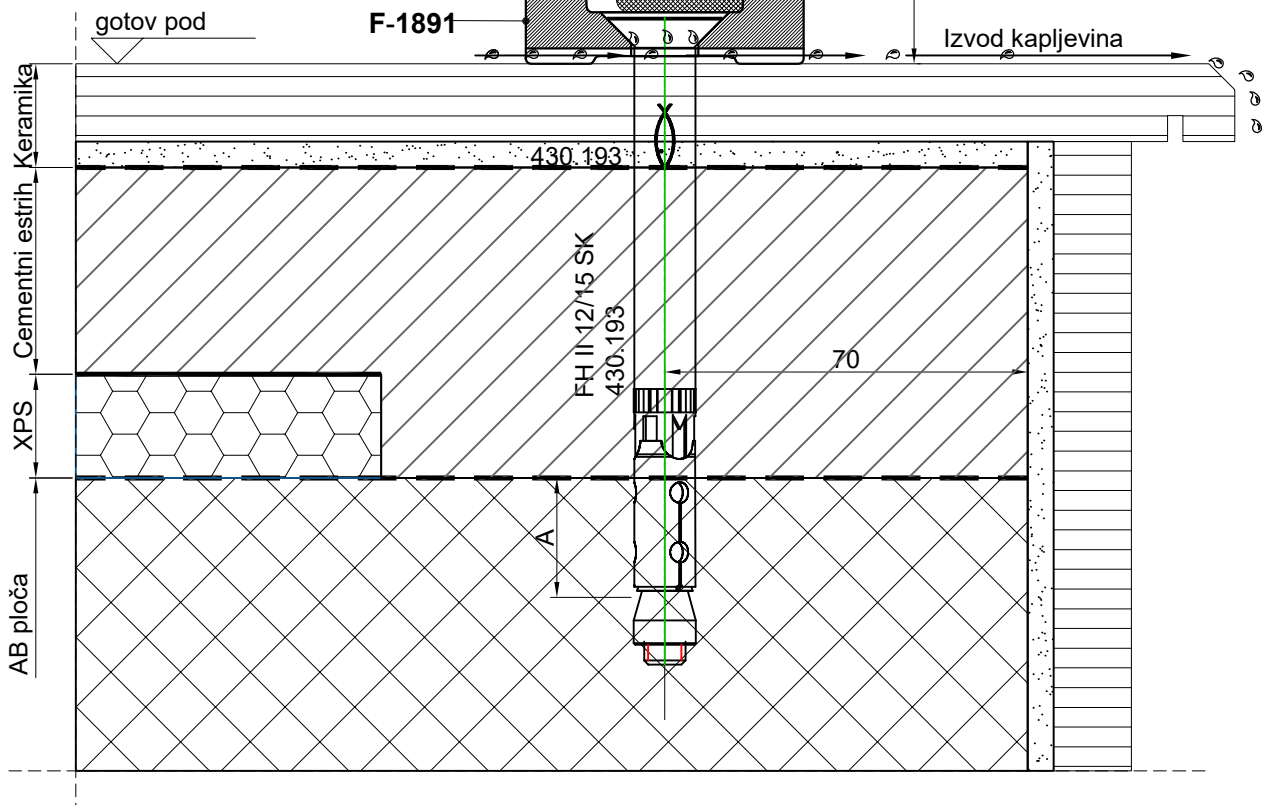 gotov pod
F-1891
Izvod kapljevina
Keramika
430.193
Cementni estrih
FH II 12/15 SK
430.193
70
XPS
A
AB ploča